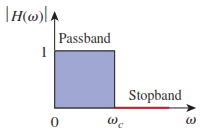 |H(ω)|
Passband
1
Stopband
0 ω_c ω